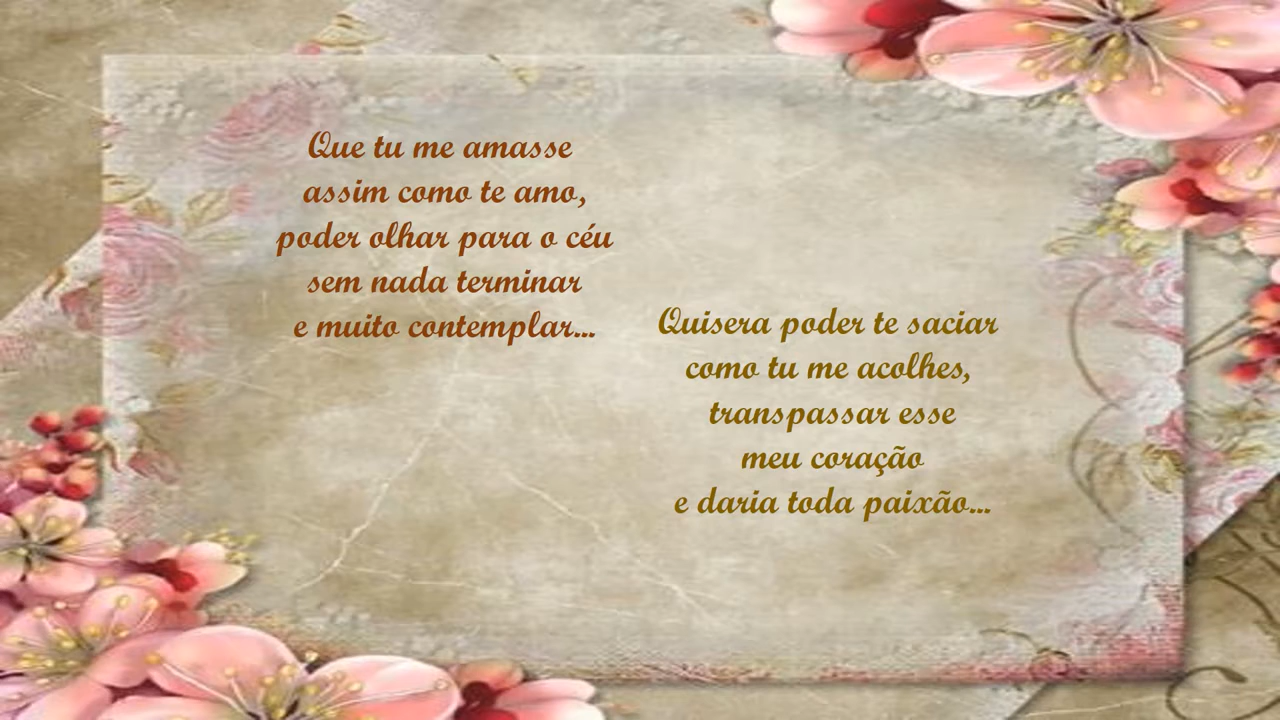 Que tu me amasse
assim como te amo,
poder olhar para o céu
sem nada terminar
e muito contemplar...
Quisera poder te saciar
como tu me acolhes,
transpassar esse
meu coração
e daria toda paixão...